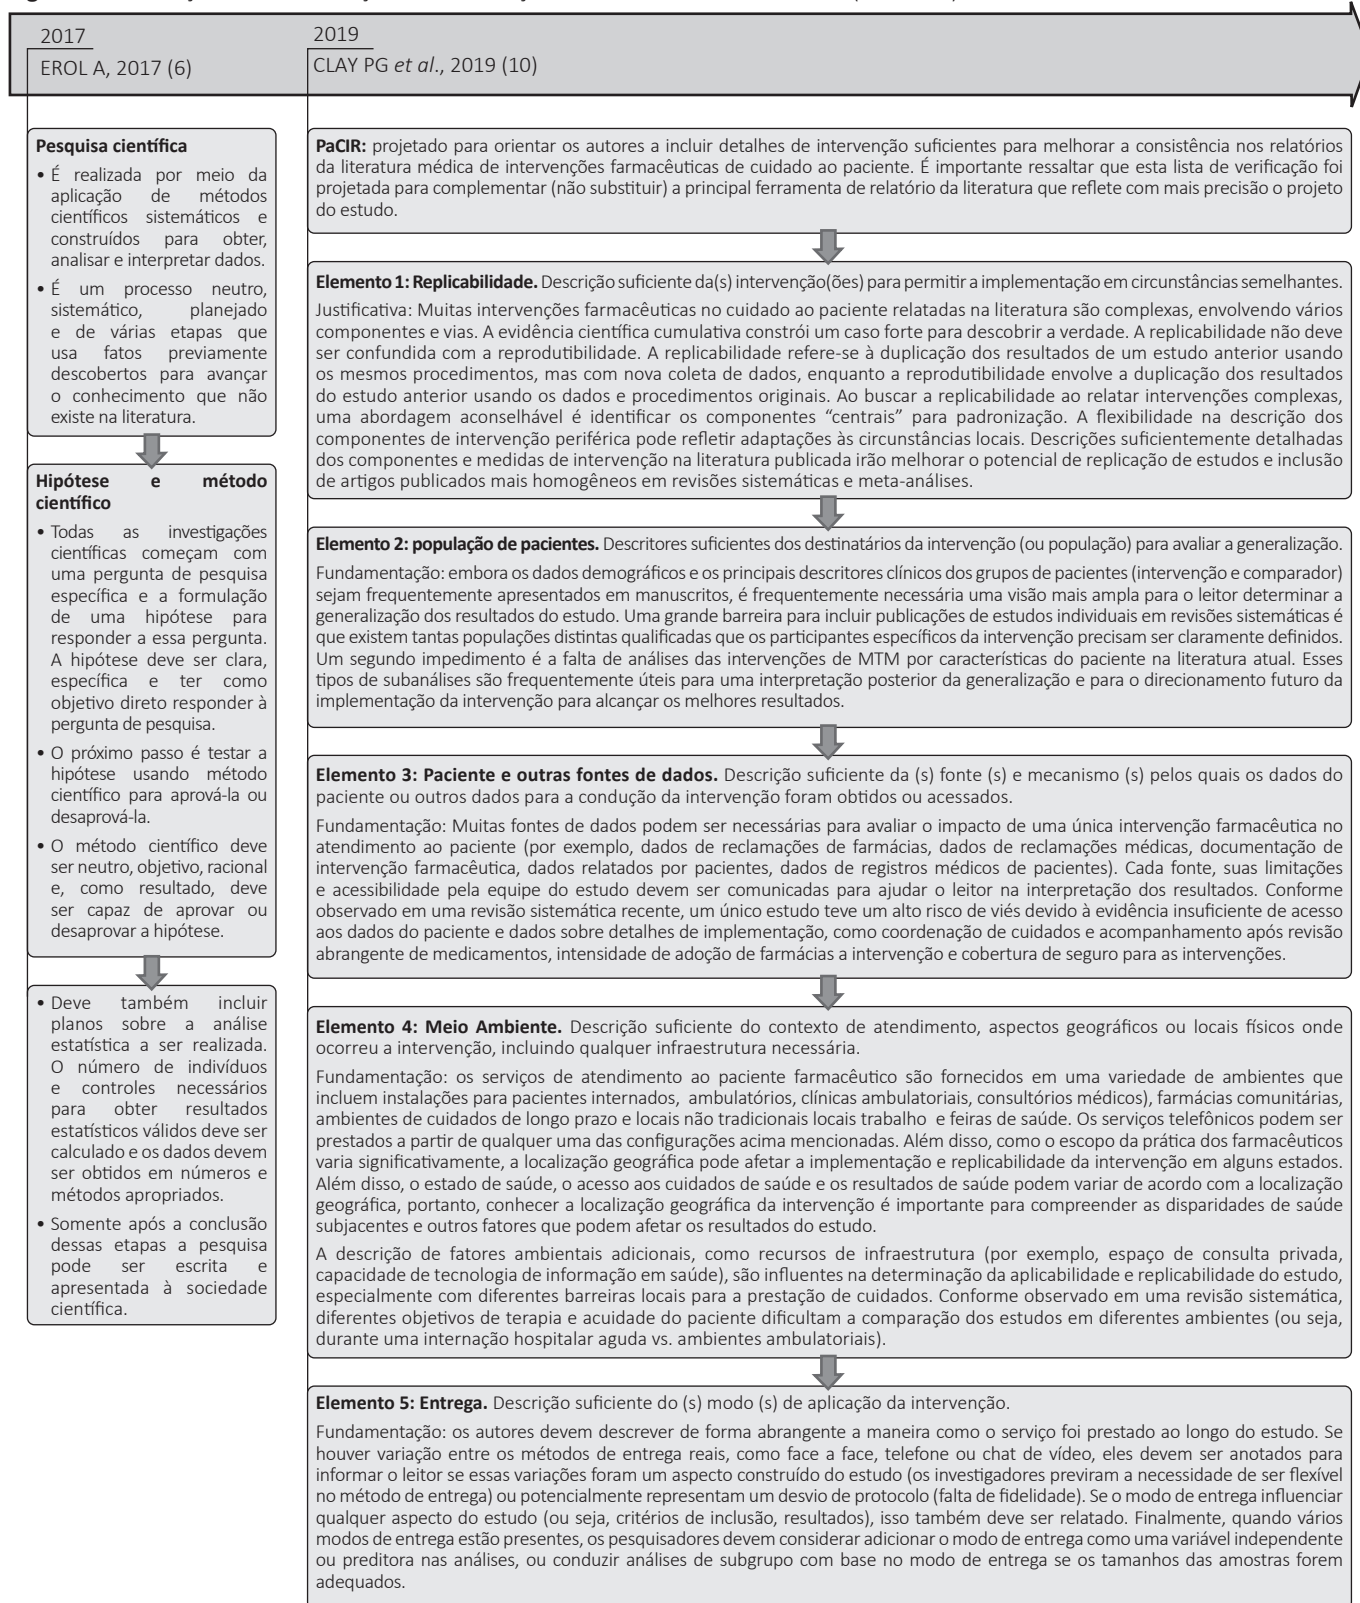 2017
EROL A, 2017 (6)
2019
CLAY PG et al., 2019 (10)
Pesquisa científica
• É realizada por meio da
aplicação de métodos
científicos sistemáticos e
construídos para obter,
analisar e interpretar dados.
• É um processo neutro,
sistemático, planejado
e de várias etapas que
usa fatos previamente
descobertos para avançar
o conhecimento que não
existe na literatura.
Hipótese e método
científico
• Todas as investigações
científicas começam com
uma pergunta de pesquisa
específica e a formulação
de uma hipótese para
responder a essa pergunta.
A hipótese deve ser clara,
específica e ter como
objetivo direto responder à
pergunta de pesquisa.
• O próximo passo é testar a
hipótese usando método
científico para aprová-la ou
desaprová-la.
• O método científico deve
ser neutro, objetivo, racional
e, como resultado, deve
ser capaz de aprovar ou
desaprovar a hipótese.
• Deve também incluir
planos sobre a análise
estatística a ser realizada.
O número de indivíduos
e controles necessários
para obter resultados
estatísticos válidos deve ser
calculado e os dados devem
ser obtidos em números e
métodos apropriados.
• Somente após a conclusão
dessas etapas a pesquisa
pode ser escrita e
apresentada à sociedade
científica.
PaCIR: projetado para orientar os autores a incluir detalhes de intervenção suficientes para melhorar a consistência nos relatórios
da literatura médica de intervenções farmacêuticas de cuidado ao paciente. É importante ressaltar que esta lista de verificação foi
projetada para complementar (não substituir) a principal ferramenta de relatório da literatura que reflete com mais precisão o projeto
do estudo.
Elemento 1: Replicabilidade. Descrição suficiente da(s) intervenção(ões) para permitir a implementação em circunstâncias semelhantes.
Justificativa: Muitas intervenções farmacêuticas no cuidado ao paciente relatadas na literatura são complexas, envolvendo vários
componentes e vias. A evidência científica cumulativa constrói um caso forte para descobrir a verdade. A replicabilidade não deve
ser confundida com a reprodutibilidade. A replicabilidade refere-se à duplicação dos resultados de um estudo anterior usando
os mesmos procedimentos, mas com nova coleta de dados, enquanto a reprodutibilidade envolve a duplicação dos resultados
do estudo anterior usando os dados e procedimentos originais. Ao buscar a replicabilidade ao relatar intervenções complexas,
uma abordagem aconselhável é identificar os componentes “centrais” para padronização. A flexibilidade na descrição dos
componentes de intervenção periférica pode refletir adaptações às circunstâncias locais. Descrições suficientemente detalhadas
dos componentes e medidas de intervenção na literatura publicada irão melhorar o potencial de replicação de estudos e inclusão
de artigos publicados mais homogêneos em revisões sistemáticas e meta-análises.
Elemento 2: população de pacientes. Descritores suficientes dos destinatários da intervenção (ou população) para avaliar a generalização.
Fundamentação: embora os dados demográficos e os principais descritores clínicos dos grupos de pacientes (intervenção e comparador)
sejam frequentemente apresentados em manuscritos, é frequentemente necessária uma visão mais ampla para o leitor determinar a
generalização dos resultados do estudo. Uma grande barreira para incluir publicações de estudos individuais em revisões sistemáticas é
que existem tantas populações distintas qualificadas que os participantes específicos da intervenção precisam ser claramente definidos.
Um segundo impedimento é a falta de análises das intervenções de MTM por características do paciente na literatura atual. Esses
tipos de subanálises são frequentemente úteis para uma interpretação posterior da generalização e para o direcionamento futuro da
implementação da intervenção para alcançar os melhores resultados.
Elemento 3: Paciente e outras fontes de dados. Descrição suficiente da (s) fonte (s) e mecanismo (s) pelos quais os dados do
paciente ou outros dados para a condução da intervenção foram obtidos ou acessados.
Fundamentação: Muitas fontes de dados podem ser necessárias para avaliar o impacto de uma única intervenção farmacêutica no
atendimento ao paciente (por exemplo, dados de reclamações de farmácias, dados de reclamações médicas, documentação de
intervenção farmacêutica, dados relatados por pacientes, dados de registros médicos de pacientes). Cada fonte, suas limitações
e acessibilidade pela equipe do estudo devem ser comunicadas para ajudar o leitor na interpretação dos resultados. Conforme
observado em uma revisão sistemática recente, um único estudo teve um alto risco de viés devido à evidência insuficiente de acesso
aos dados do paciente e dados sobre detalhes de implementação, como coordenação de cuidados e acompanhamento após revisão
abrangente de medicamentos, intensidade de adoção de farmácias a intervenção e cobertura de seguro para as intervenções.
Elemento 4: Meio Ambiente. Descrição suficiente do contexto de atendimento, aspectos geográficos ou locais físicos onde
ocorreu a intervenção, incluindo qualquer infraestrutura necessária.
Fundamentação: os serviços de atendimento ao paciente farmacêutico são fornecidos em uma variedade de ambientes que
incluem instalações para pacientes internados, ambulatórios, clínicas ambulatoriais, consultórios médicos), farmácias comunitárias,
ambientes de cuidados de longo prazo e locais não tradicionais locais trabalho e feiras de saúde. Os serviços telefônicos podem ser
prestados a partir de qualquer uma das configurações acima mencionadas. Além disso, como o escopo da prática dos farmacêuticos
varia significativamente, a localização geográfica pode afetar a implementação e replicabilidade da intervenção em alguns estados.
Além disso, o estado de saúde, o acesso aos cuidados de saúde e os resultados de saúde podem variar de acordo com a localização
geográfica, portanto, conhecer a localização geográfica da intervenção é importante para compreender as disparidades de saúde
subjacentes e outros fatores que podem afetar os resultados do estudo.
A descrição de fatores ambientais adicionais, como recursos de infraestrutura (por exemplo, espaço de consulta privada,
capacidade de tecnologia de informação em saúde), são influentes na determinação da aplicabilidade e replicabilidade do estudo,
especialmente com diferentes barreiras locais para a prestação de cuidados. Conforme observado em uma revisão sistemática,
diferentes objetivos de terapia e acuidade do paciente dificultam a comparação dos estudos em diferentes ambientes (ou seja,
durante uma internação hospitalar aguda vs. ambientes ambulatoriais).
Elemento 5: Entrega. Descrição suficiente do (s) modo (s) de aplicação da intervenção.
Fundamentação: os autores devem descrever de forma abrangente a maneira como o serviço foi prestado ao longo do estudo. Se
houver variação entre os métodos de entrega reais, como face a face, telefone ou chat de vídeo, eles devem ser anotados para
informar o leitor se essas variações foram um aspecto construído do estudo (os investigadores previram a necessidade de ser flexível
no método de entrega) ou potencialmente representam um desvio de protocolo (falta de fidelidade). Se o modo de entrega influenciar
qualquer aspecto do estudo (ou seja, critérios de inclusão, resultados), isso também deve ser relatado. Finalmente, quando vários
modos de entrega estão presentes, os pesquisadores devem considerar adicionar o modo de entrega como uma variável independente
ou preditora nas análises, ou conduzir análises de subgrupo com base no modo de entrega se os tamanhos das amostras forem
adequados.